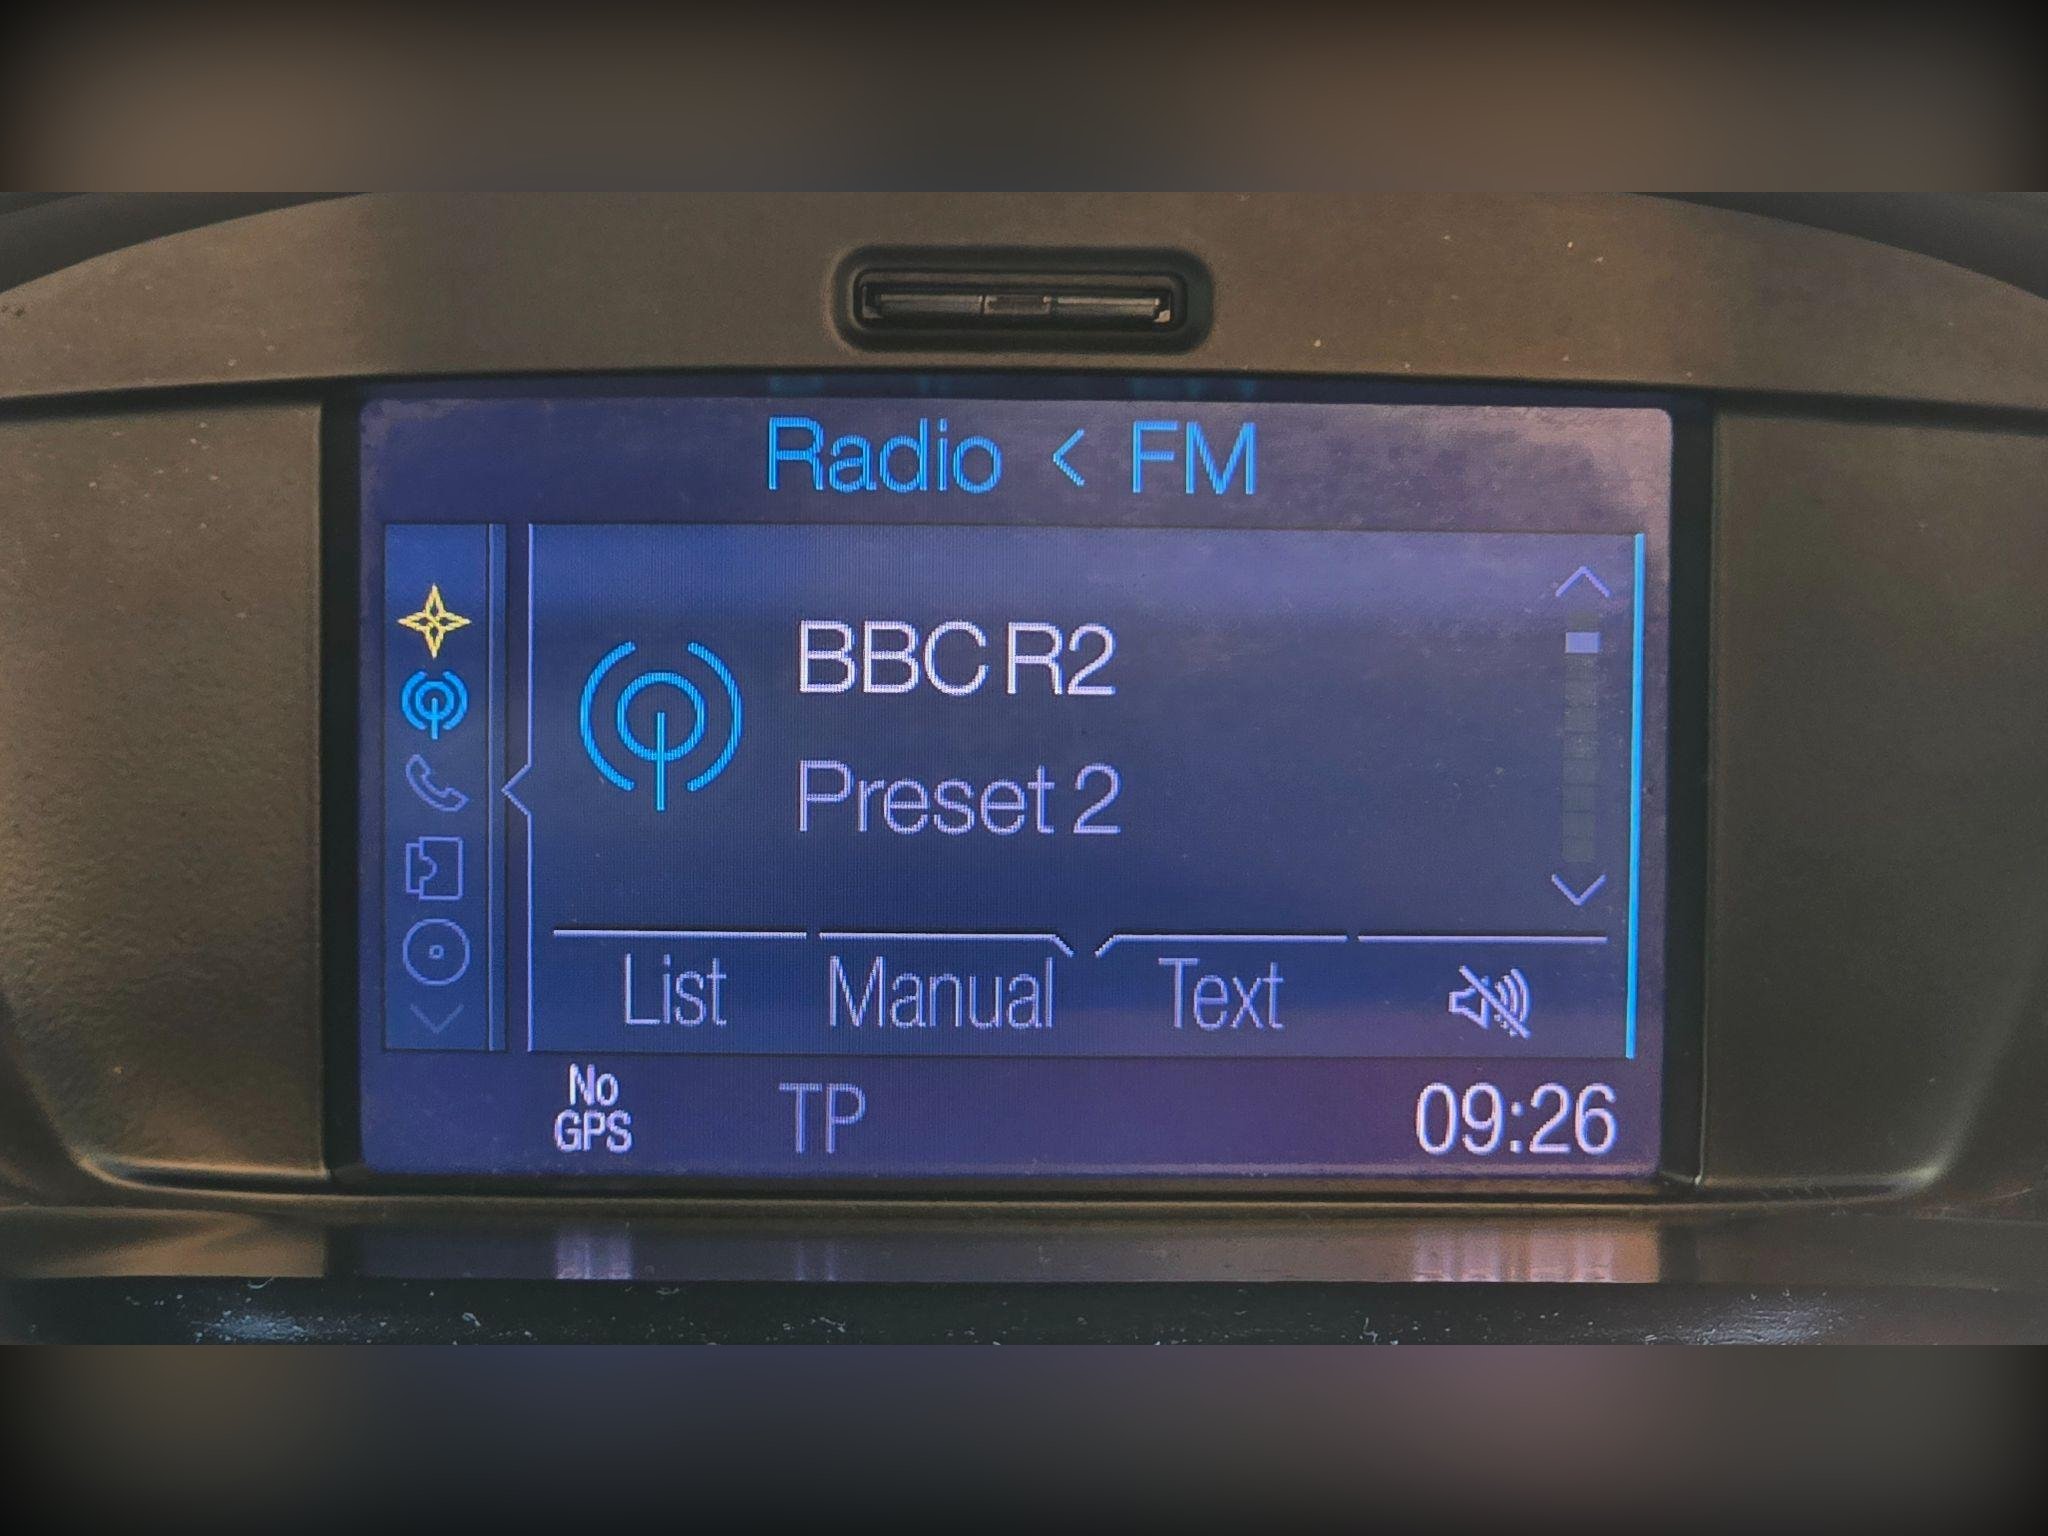 Radio < FM
BBC R2
Preset 2
List Manual Text
No
GPS
TP
09:26